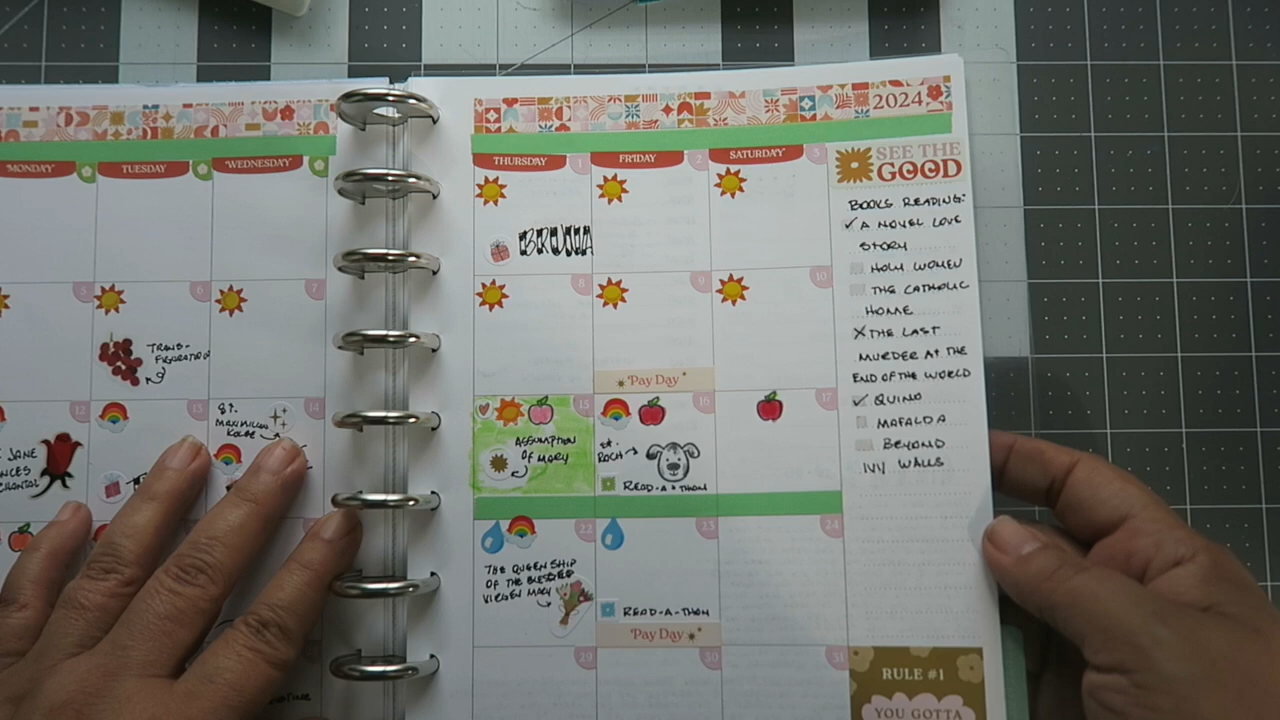 2024
MONDAY TUESDAY WEDNESDAY
THURSDAY 1 FRIDAY 2 SATURDAY 3
SEE THE
GOOD
BOOKS READING:
✓ A NOVEL LOVE
STORY
HOLY WOMEN
THE CATHOLIC
HOME
X THE LAST
MURDER AT THE
END OF THE WORLD
✓ QUINO
MAFALDA
BEYOND
IVY WALLS
5 6 7
8 9 10
TRANS-
FIGURATION
Pay Day
12 13 14
JANE
CHANTAL
ST.
MAXIMILIAN
KOLBE
15 16 17
ASSUMPTION
OF MARY
ST.
ROCH
READ-A-THON
22 23 24
THE QUEEN SHIP
OF THE BLESSED
VIRGEN MARY
READ-A-THON
Pay Day
29 30 31
RULE #1
YOU GOTTA